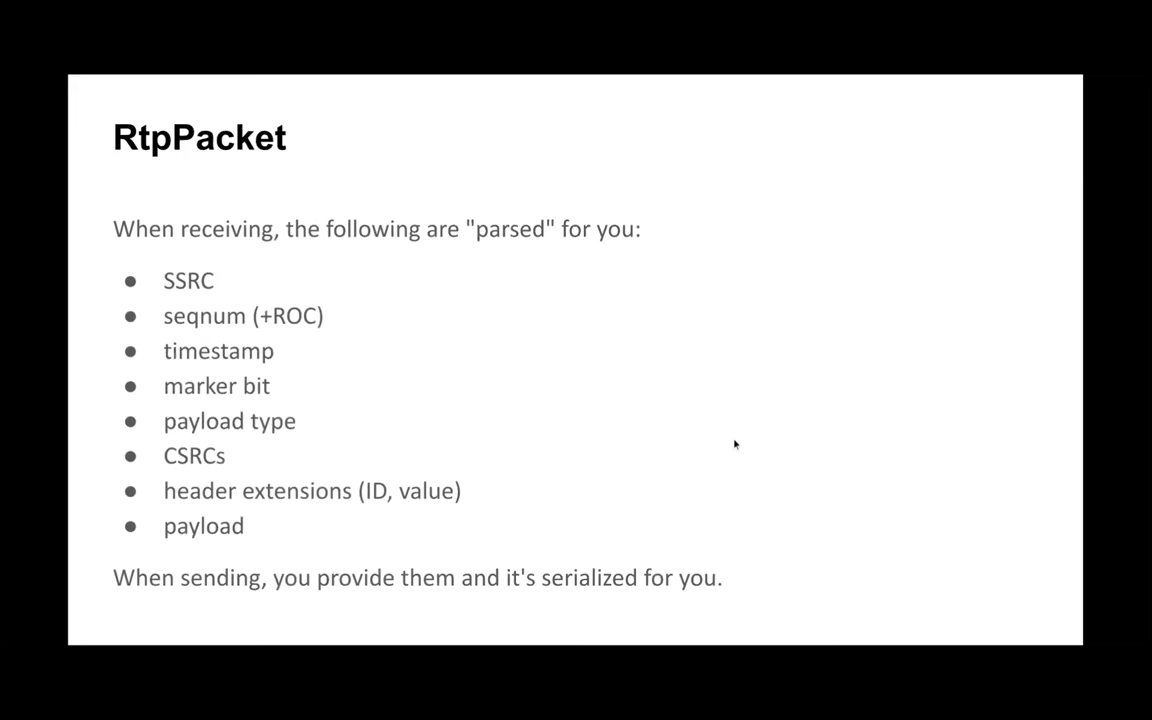 RtpPacket
When receiving, the following are "parsed" for you:
● SSRC
● seqnum (+ROC)
● timestamp
● marker bit
● payload type
● CSRCs
● header extensions (ID, value)
● payload
When sending, you provide them and it's serialized for you.